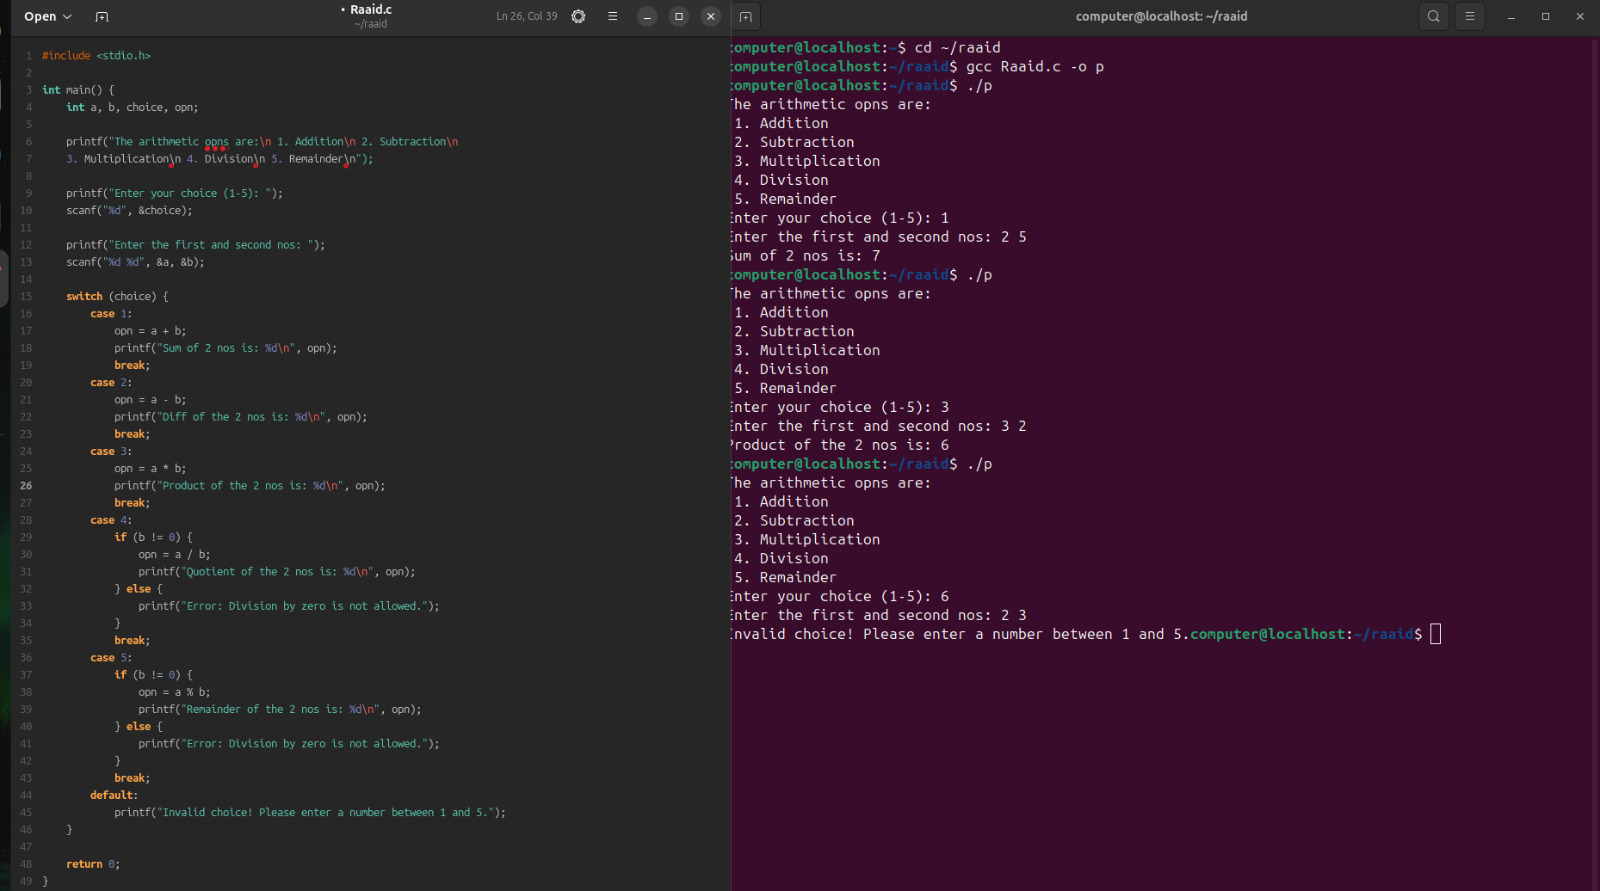 Open
• Raaid.c
~/raaid
Ln 26, Col 39
1 #include <stdio.h>
2
3 int main() {
4     int a, b, choice, opn;
5
6     printf("The arithmetic opns are:\n 1. Addition\n 2. Subtraction\n
7     3. Multiplication\n 4. Division\n 5. Remainder\n");
8
9     printf("Enter your choice (1-5): ");
10     scanf("%d", &choice);
11
12     printf("Enter the first and second nos: ");
13     scanf("%d %d", &a, &b);
14
15     switch (choice) {
16         case 1:
17             opn = a + b;
18             printf("Sum of 2 nos is: %d\n", opn);
19             break;
20         case 2:
21             opn = a - b;
22             printf("Diff of the 2 nos is: %d\n", opn);
23             break;
24         case 3:
25             opn = a * b;
26             printf("Product of the 2 nos is: %d\n", opn);
27             break;
28         case 4:
29             if (b != 0) {
30                 opn = a / b;
31                 printf("Quotient of the 2 nos is: %d\n", opn);
32             } else {
33                 printf("Error: Division by zero is not allowed.");
34             }
35             break;
36         case 5:
37             if (b != 0) {
38                 opn = a % b;
39                 printf("Remainder of the 2 nos is: %d\n", opn);
40             } else {
41                 printf("Error: Division by zero is not allowed.");
42             }
43             break;
44         default:
45             printf("Invalid choice! Please enter a number between 1 and 5.");
46     }
47
48     return 0;
49 }
computer@localhost: ~/raaid
computer@localhost:~$ cd ~/raaid
computer@localhost:~/raaid$ gcc Raaid.c -o p
computer@localhost:~/raaid$ ./p
The arithmetic opns are:
1. Addition
2. Subtraction
3. Multiplication
4. Division
5. Remainder
Enter your choice (1-5): 1
Enter the first and second nos: 2 5
Sum of 2 nos is: 7
computer@localhost:~/raaid$ ./p
The arithmetic opns are:
1. Addition
2. Subtraction
3. Multiplication
4. Division
5. Remainder
Enter your choice (1-5): 3
Enter the first and second nos: 3 2
Product of the 2 nos is: 6
computer@localhost:~/raaid$ ./p
The arithmetic opns are:
1. Addition
2. Subtraction
3. Multiplication
4. Division
5. Remainder
Enter your choice (1-5): 6
Enter the first and second nos: 2 3
Invalid choice! Please enter a number between 1 and 5.computer@localhost:~/raaid$